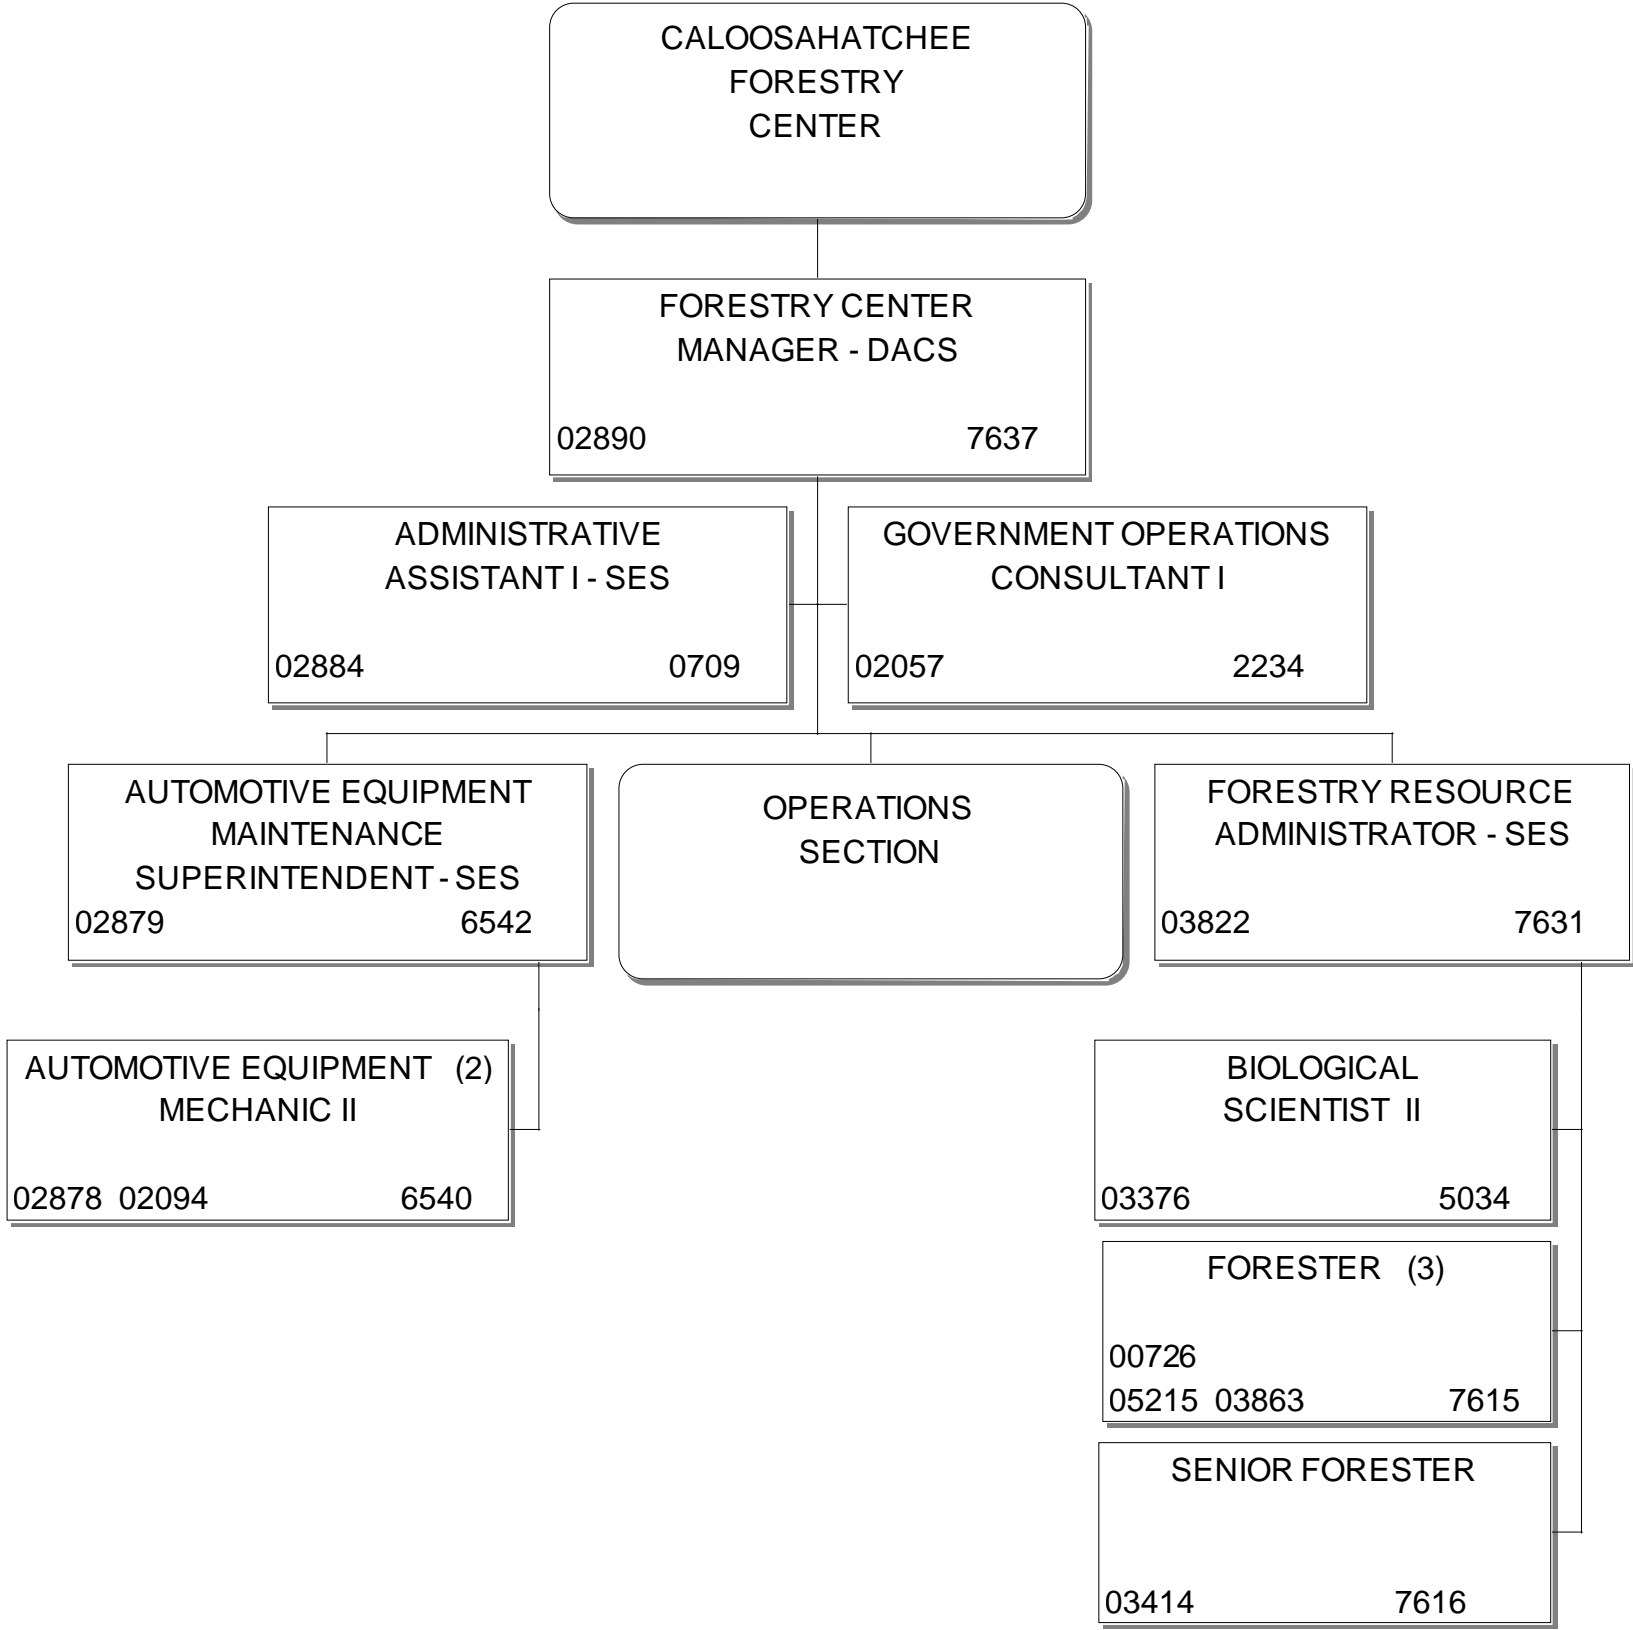 CALOOSAHATCHEE
FORESTRY
CENTER
FORESTRY CENTER
MANAGER - DACS
02890 7637
ADMINISTRATIVE
ASSISTANT I - SES
02884 0709
GOVERNMENT OPERATIONS
CONSULTANT I
02057 2234
AUTOMOTIVE EQUIPMENT
MAINTENANCE
SUPERINTENDENT - SES
02879 6542
OPERATIONS
SECTION
FORESTRY RESOURCE
ADMINISTRATOR - SES
03822 7631
AUTOMOTIVE EQUIPMENT (2)
MECHANIC II
02878 02094 6540
BIOLOGICAL
SCIENTIST II
03376 5034
FORESTER (3)
00726
05215 03863 7615
SENIOR FORESTER
03414 7616